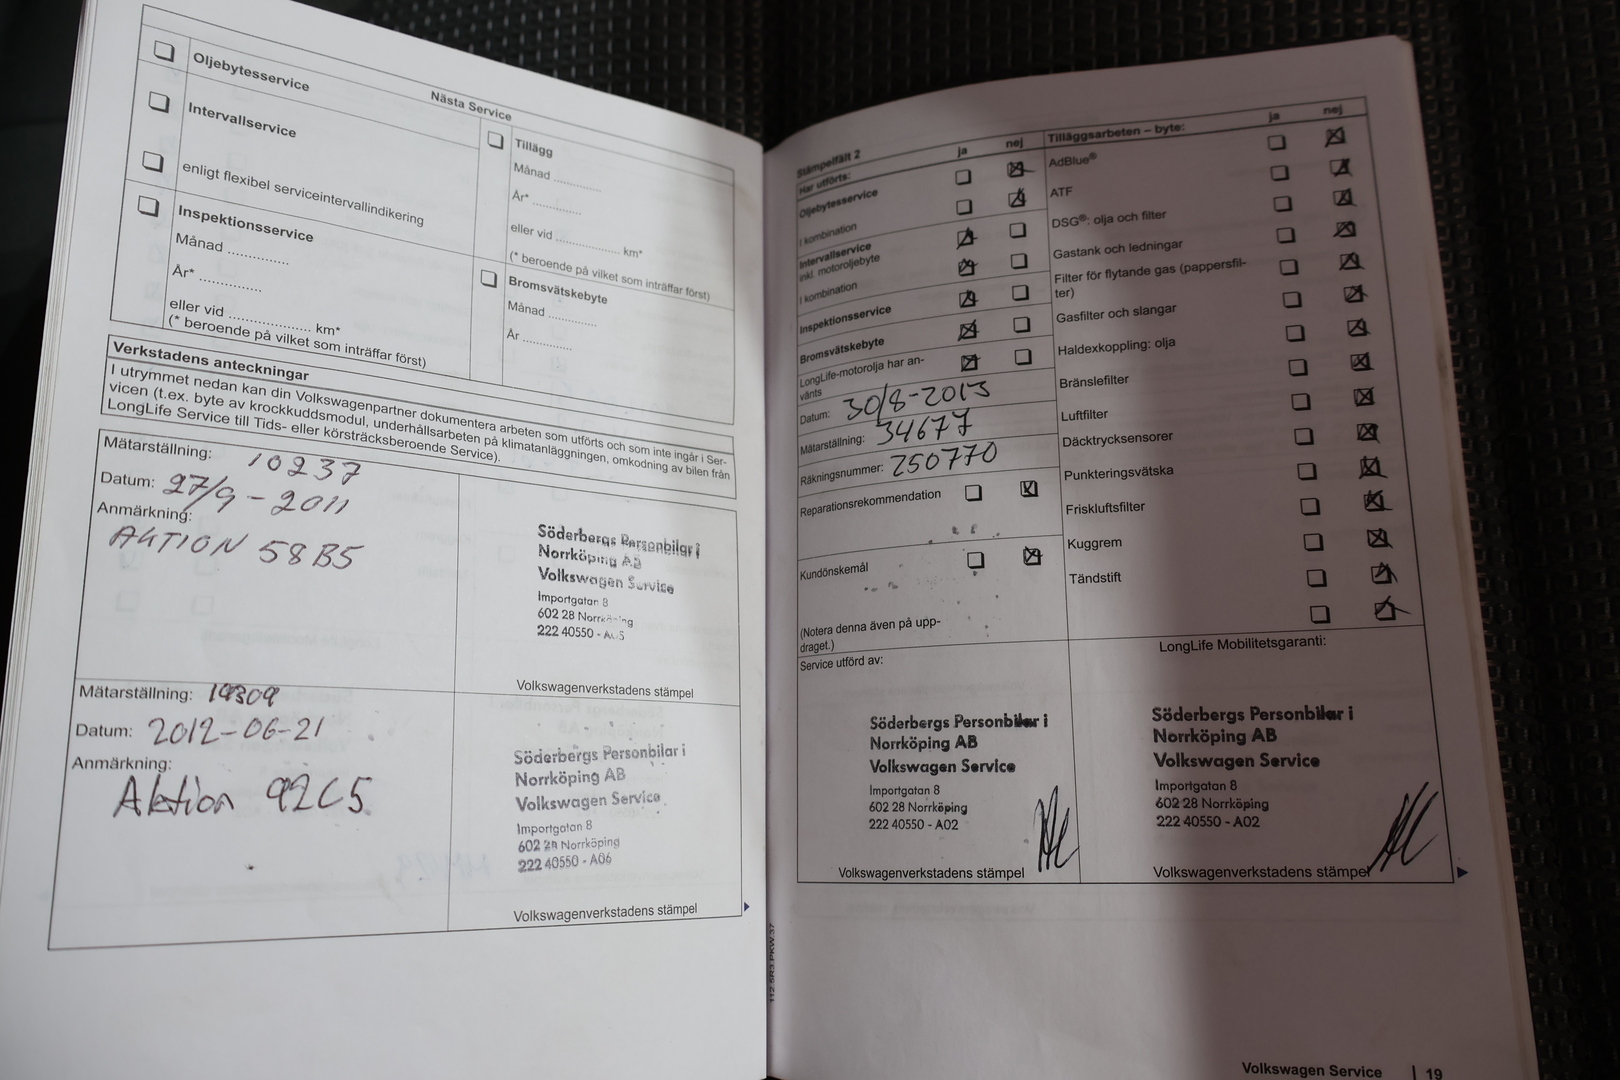 Nästa Service
Oljebytesservice
Intervallservice
enligt flexibel serviceintervallindikering
Inspektionsservice
Månad ..............
År* ..............
eller vid .................... km*
(* beroende på vilket som inträffar först)
Tillägg
Månad ............
År* ............
eller vid ................. km*
(* beroende på vilket som inträffar först)
Bromsvätskebyte
Månad ............
År ............
Verkstadens anteckningar
I utrymmet nedan kan din Volkswagenpartner dokumentera arbeten som utförts och som inte ingår i Ser-
vicen (t.ex. byte av krockkuddsmodul, underhållsarbeten på klimatanläggningen, omkodning av bilen från
LongLife Service till Tids- eller körsträcksberoende Service).
Mätarställning: 10237
Datum: 27/9-2011
Anmärkning:
AKTION 58B5
Söderbergs Personbilar i
Norrköping AB
Volkswagen Service
Importgatan 8
602 28 Norrköping
222 40550 -
Volkswagenverkstadens stämpel
Mätarställning: 19309
Datum: 2012-06-21
Anmärkning:
Aktion 92C5
Söderbergs Personbilar i
Norrköping AB
Volkswagen Service
Importgatan 8
602 28 Norrköping
222 40550 - A06
Volkswagenverkstadens stämpel
112.5R3.PKW.37
Stämpelfält 2
Har utförts: ja nej
Oljebytesservice
I kombination
Intervallservice
inkl. motoroljebyte
I kombination
Inspektionsservice
Bromsvätskebyte
LongLife-motorolja har an-
vänts
Datum: 30/8-2013
Mätarställning: 34677
Räkningsnummer: 250770
Reparationsrekommendation
Kundönskemål
(Notera denna även på upp-
draget.)
Tilläggsarbeten – byte: ja nej
AdBlue®
ATF
DSG®: olja och filter
Gastank och ledningar
Filter för flytande gas (pappersfil-
ter)
Gasfilter och slangar
Haldexkoppling: olja
Bränslefilter
Luftfilter
Däcktrycksensorer
Punkteringsvätska
Friskluftsfilter
Kuggrem
Tändstift
Service utförd av:
Söderbergs Personbilar i
Norrköping AB
Volkswagen Service
Importgatan 8
602 28 Norrköping
222 40550 - A02
Volkswagenverkstadens stämpel
LongLife Mobilitetsgaranti:
Söderbergs Personbilar i
Norrköping AB
Volkswagen Service
Importgatan 8
602 28 Norrköping
222 40550 - A02
Volkswagenverkstadens stämpel
Volkswagen Service | 19